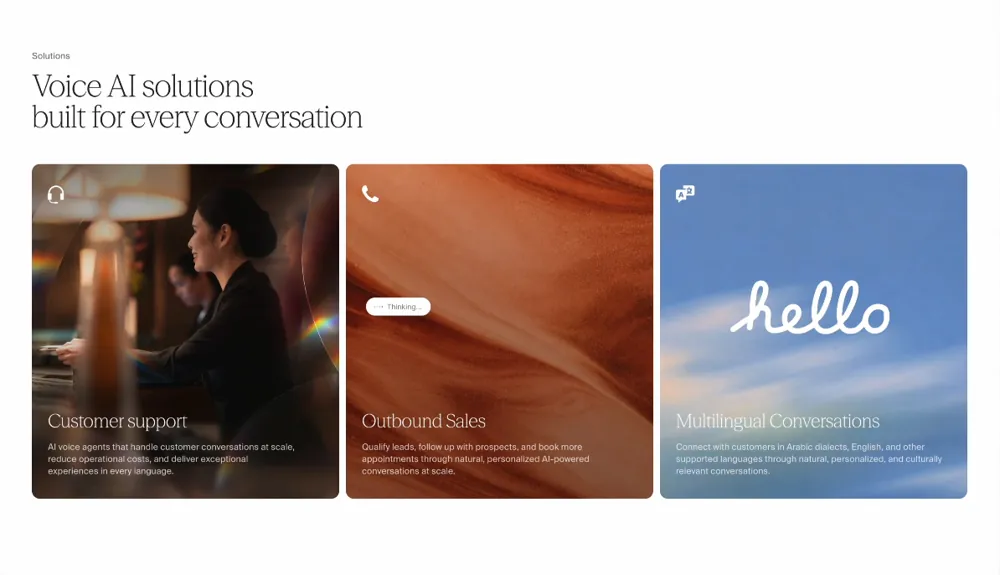 Solutions
Voice AI solutions
built for every conversation
Thinking...
hello
Customer support
AI voice agents that handle customer conversations at scale,
reduce operational costs, and deliver exceptional
experiences in every language.
Outbound Sales
Qualify leads, follow up with prospects, and book more
appointments through natural, personalized AI-powered
conversations at scale.
Multilingual Conversations
Connect with customers in Arabic dialects, English, and other
supported languages through natural, personalized, and culturally
relevant conversations.